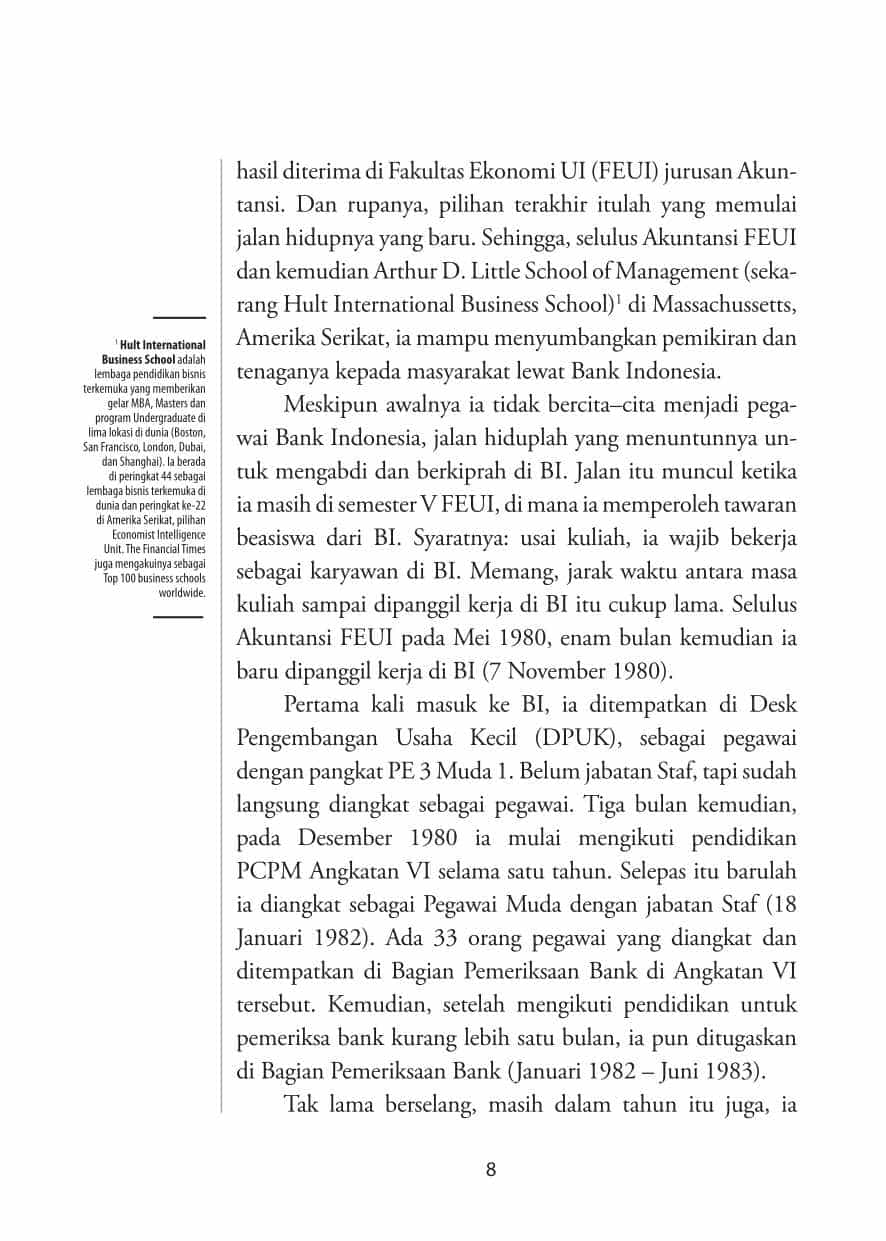 hasil diterima di Fakultas Ekonomi UI (FEUI) jurusan Akun-
tansi. Dan rupanya, pilihan terakhir itulah yang memulai
jalan hidupnya yang baru. Sehingga, selulus Akuntansi FEUI
dan kemudian Arthur D. Little School of Management (seka-
rang Hult International Business School)¹ di Massachussetts,
Amerika Serikat, ia mampu menyumbangkan pemikiran dan
tenaganya kepada masyarakat lewat Bank Indonesia.
Meskipun awalnya ia tidak bercita–cita menjadi pega-
wai Bank Indonesia, jalan hiduplah yang menuntunnya un-
tuk mengabdi dan berkiprah di BI. Jalan itu muncul ketika
ia masih di semester V FEUI, di mana ia memperoleh tawaran
beasiswa dari BI. Syaratnya: usai kuliah, ia wajib bekerja
sebagai karyawan di BI. Memang, jarak waktu antara masa
kuliah sampai dipanggil kerja di BI itu cukup lama. Selulus
Akuntansi FEUI pada Mei 1980, enam bulan kemudian ia
baru dipanggil kerja di BI (7 November 1980).
Pertama kali masuk ke BI, ia ditempatkan di Desk
Pengembangan Usaha Kecil (DPUK), sebagai pegawai
dengan pangkat PE 3 Muda 1. Belum jabatan Staf, tapi sudah
langsung diangkat sebagai pegawai. Tiga bulan kemudian,
pada Desember 1980 ia mulai mengikuti pendidikan
PCPM Angkatan VI selama satu tahun. Selepas itu barulah
ia diangkat sebagai Pegawai Muda dengan jabatan Staf (18
Januari 1982). Ada 33 orang pegawai yang diangkat dan
ditempatkan di Bagian Pemeriksaan Bank di Angkatan VI
tersebut. Kemudian, setelah mengikuti pendidikan untuk
pemeriksa bank kurang lebih satu bulan, ia pun ditugaskan
di Bagian Pemeriksaan Bank (Januari 1982 – Juni 1983).
Tak lama berselang, masih dalam tahun itu juga, ia
¹ Hult International
Business School adalah
lembaga pendidikan bisnis
terkemuka yang memberikan
gelar MBA, Masters dan
program Undergraduate di
lima lokasi di dunia (Boston,
San Francisco, London, Dubai,
dan Shanghai). Ia berada
di peringkat 44 sebagai
lembaga bisnis terkemuka di
dunia dan peringkat ke-22
di Amerika Serikat, pilihan
Economist Intelligence
Unit. The Financial Times
juga mengakuinya sebagai
Top 100 business schools
worldwide.
8